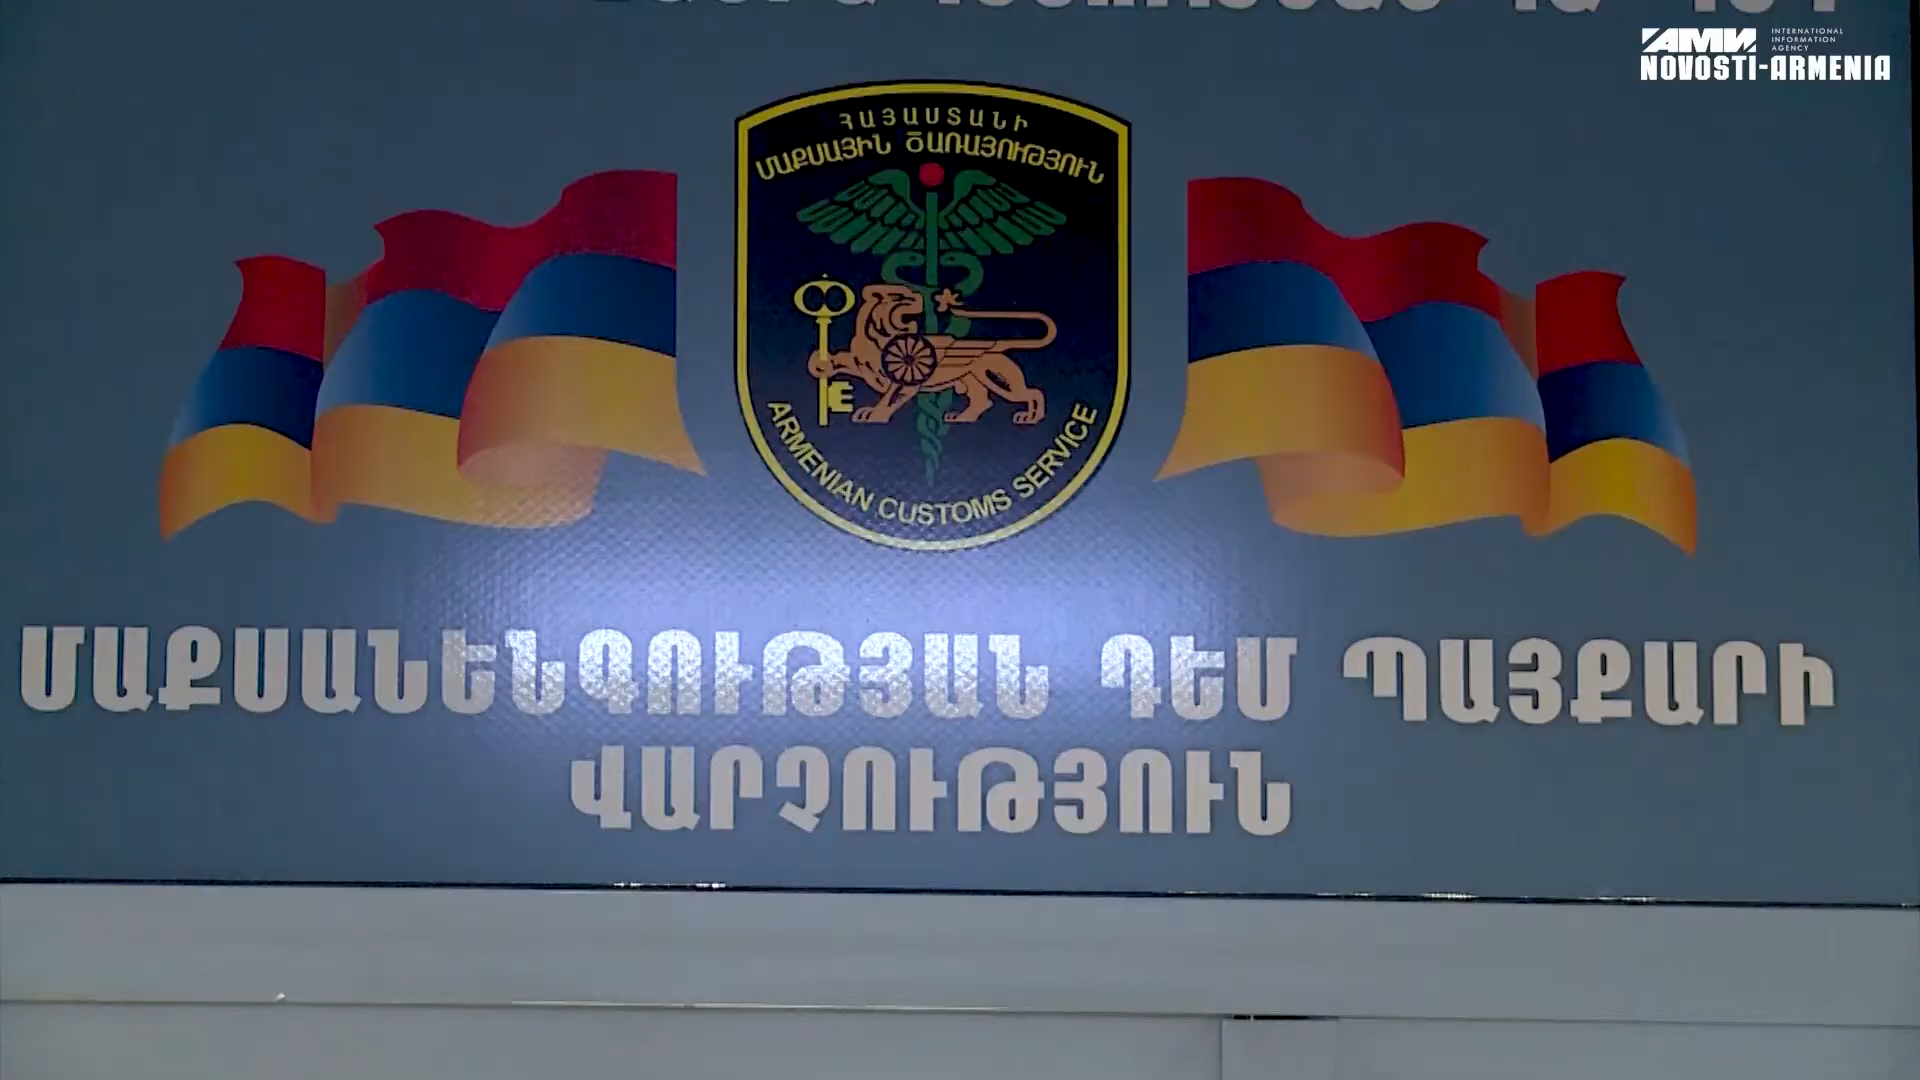 АМИ INTERNATIONAL
INFORMATION
AGENCY
NOVOSTI-ARMENIA
ՀԱՅԱՍՏԱՆԻ
ՄԱՔՍԱՅԻՆ ԾԱՌԱՅՈՒԹՅՈՒՆ
ARMENIAN CUSTOMS SERVICE
ՄԱՔՍԱՆԵՆԳՈՒԹՅԱՆ ԴԵՄ ՊԱՅՔԱՐԻ
ՎԱՐՉՈՒԹՅՈՒՆ